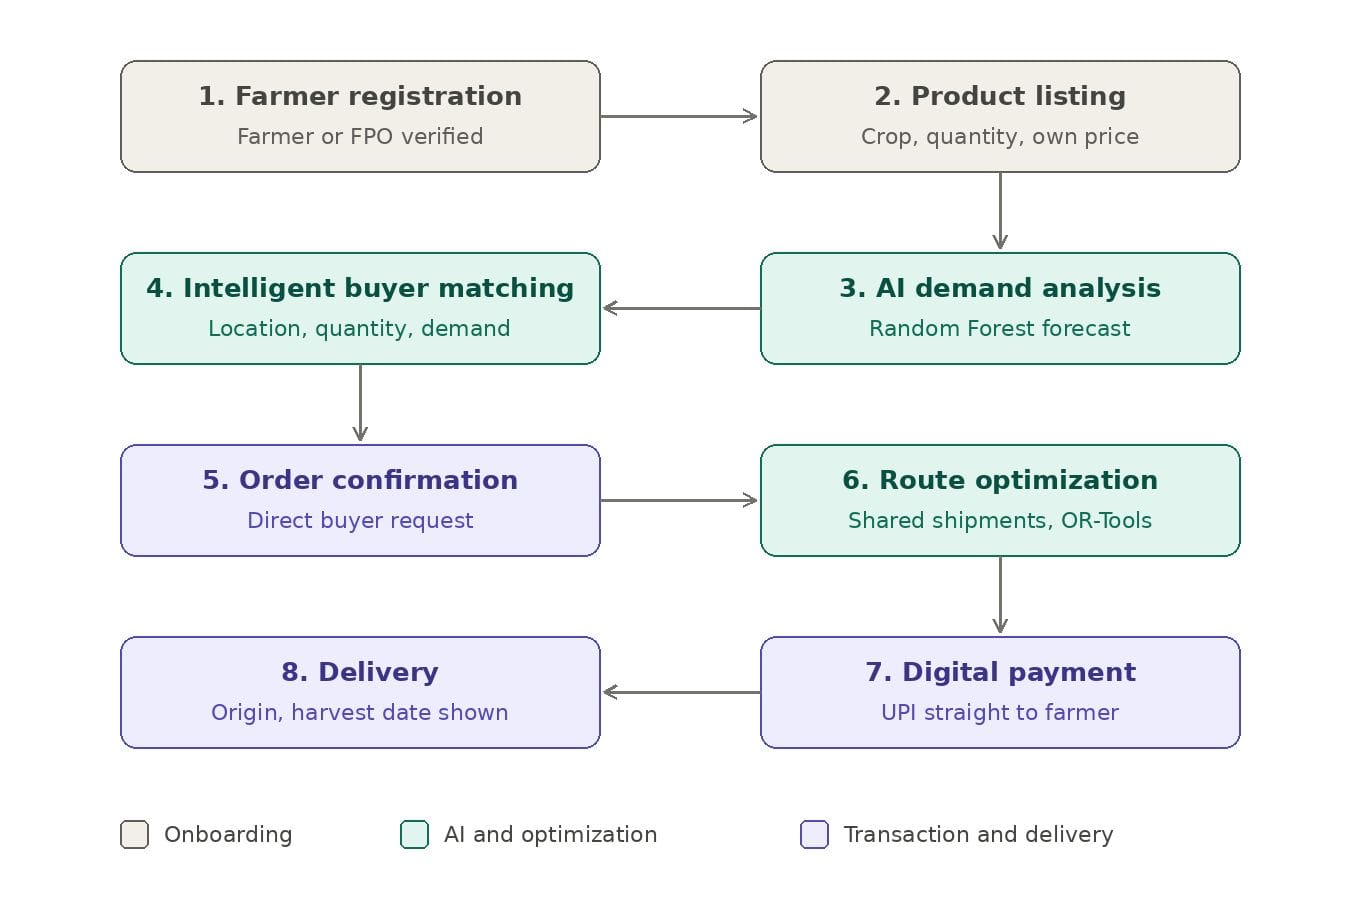 1. Farmer registration
Farmer or FPO verified
2. Product listing
Crop, quantity, own price
4. Intelligent buyer matching
Location, quantity, demand
3. AI demand analysis
Random Forest forecast
5. Order confirmation
Direct buyer request
6. Route optimization
Shared shipments, OR-Tools
8. Delivery
Origin, harvest date shown
7. Digital payment
UPI straight to farmer
Onboarding
AI and optimization
Transaction and delivery